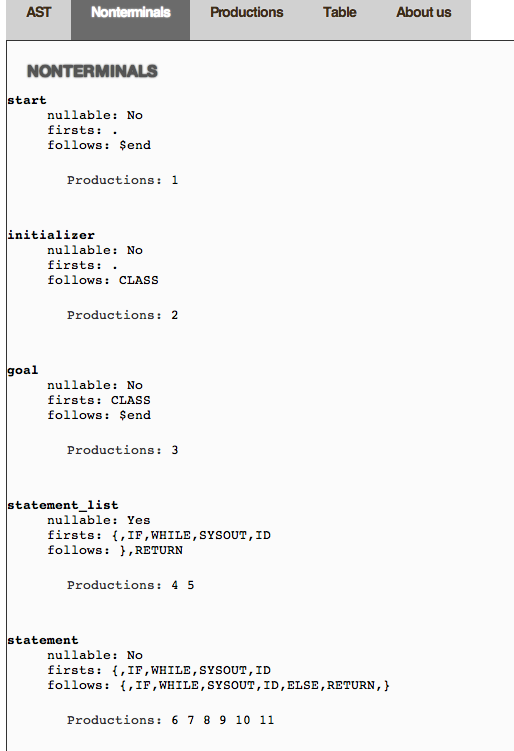 AST Nonterminals Productions Table About us
NONTERMINALS
start
nullable: No
firsts: .
follows: $end
Productions: 1
initializer
nullable: No
firsts: .
follows: CLASS
Productions: 2
goal
nullable: No
firsts: CLASS
follows: $end
Productions: 3
statement_list
nullable: Yes
firsts: {,IF,WHILE,SYSOUT,ID
follows: },RETURN
Productions: 4 5
statement
nullable: No
firsts: {,IF,WHILE,SYSOUT,ID
follows: {,IF,WHILE,SYSOUT,ID,ELSE,RETURN,}
Productions: 6 7 8 9 10 11